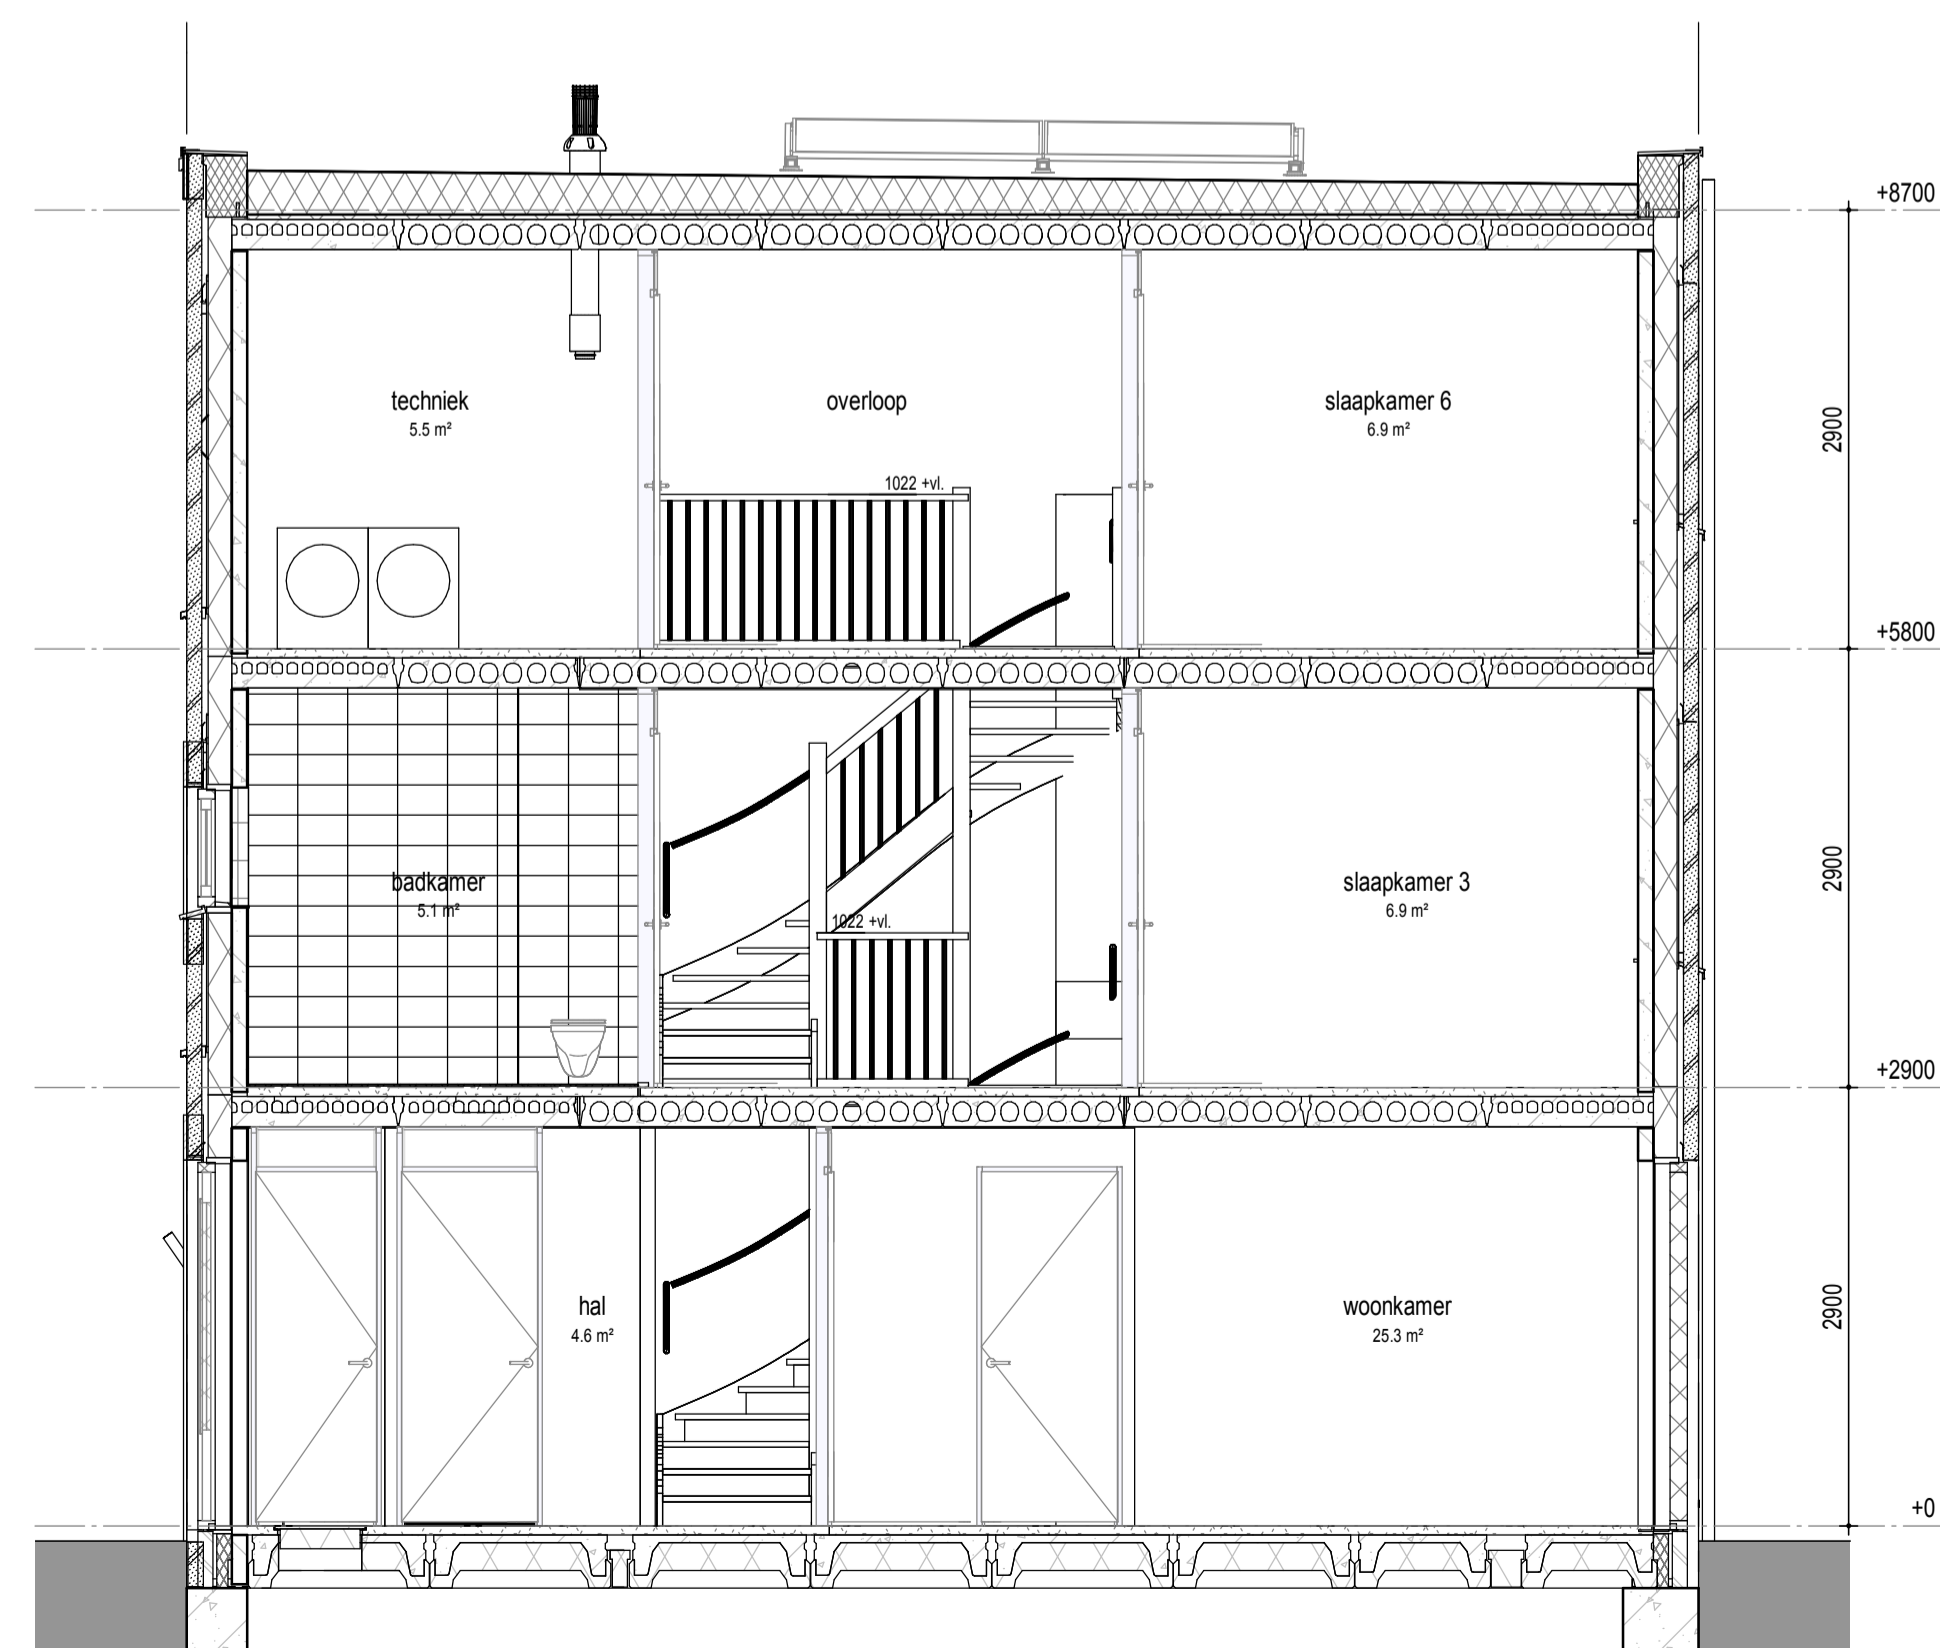 +8700
techniek
5.5 m²
overloop
slaapkamer 6
6.9 m²
2900
1022 +vl.
+5800
badkamer
5.1 m²
1022 +vl.
slaapkamer 3
6.9 m²
2900
+2900
hal
4.6 m²
woonkamer
25.3 m²
2900
+0